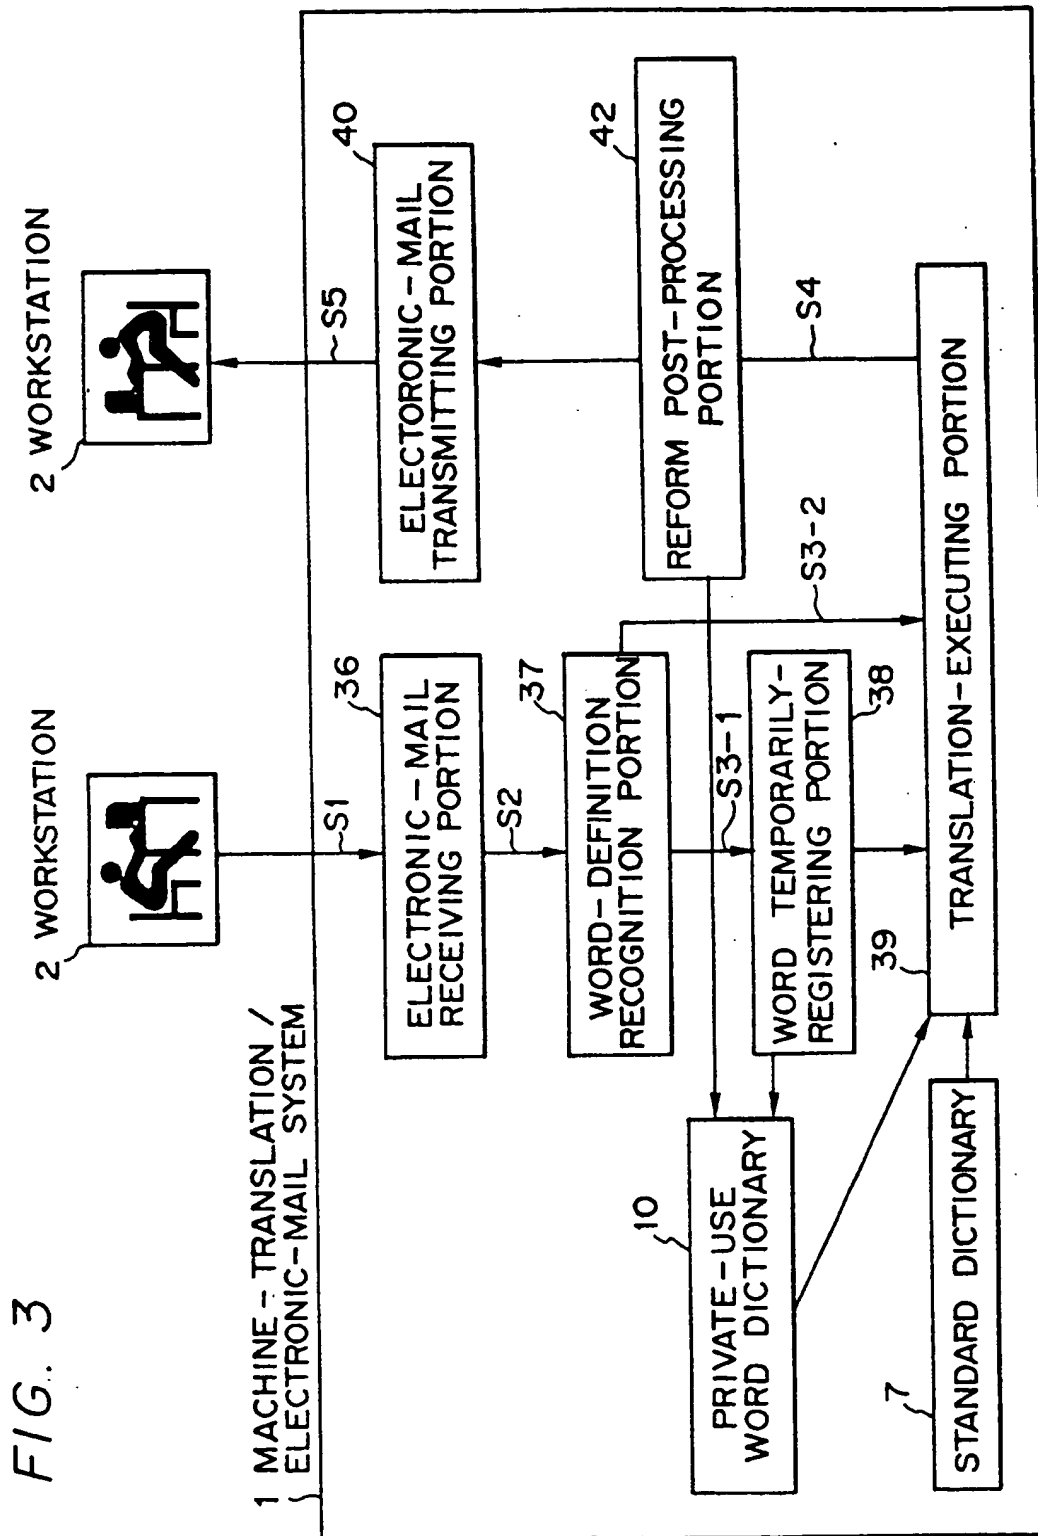 FIG. 3
2 WORKSTATION
2 WORKSTATION
1 MACHINE-TRANSLATION /
ELECTRONIC-MAIL SYSTEM
S1
S5
36
ELECTRONIC-MAIL
RECEIVING PORTION
40
ELECTORONIC-MAIL
TRANSMITTING PORTION
S2
37
WORD-DEFINITION
RECOGNITION PORTION
42
REFORM POST-PROCESSING
PORTION
10
PRIVATE-USE
WORD DICTIONARY
S3-1
WORD TEMPORARILY-
REGISTERING PORTION
38
S3-2
S4
7
STANDARD DICTIONARY
39
TRANSLATION-EXECUTING PORTION